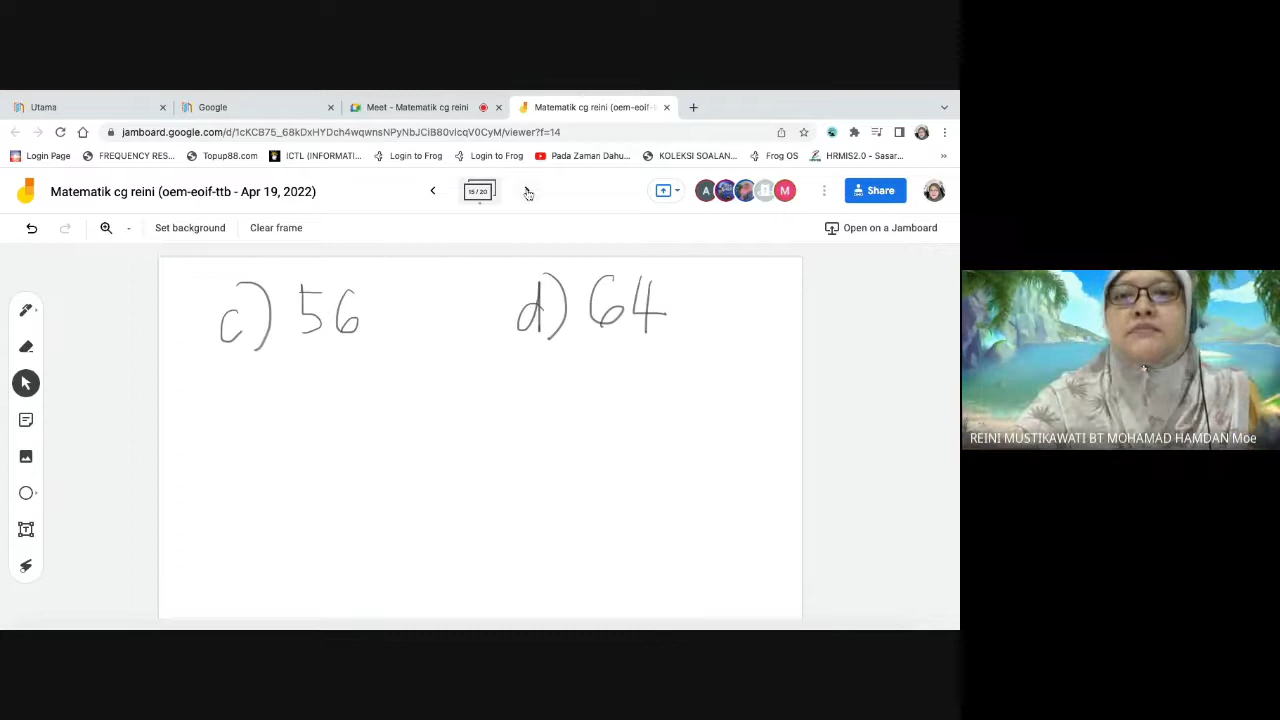 Utama
Google
Meet - Matematik cg reini
Matematik cg reini (oem-eoif-
jamboard.google.com/d/1cKCB75_68kDxHYDch4wqwnsNPyNbJCiB80vlcqV0CyM/viewer?f=14
Login Page FREQUENCY RES... Topup88.com ICTL (INFORMATI... Login to Frog Login to Frog Pada Zaman Dahu... KOLEKSI SOALAN... Frog OS HRMIS2.0 - Sasar... »
Matematik cg reini (oem-eoif-ttb - Apr 19, 2022)
15 / 20
A
M
Share
Set background
Clear frame
Open on a Jamboard
c) 56
d) 64
REINI MUSTIKAWATI BT MOHAMAD HAMDAN Moe